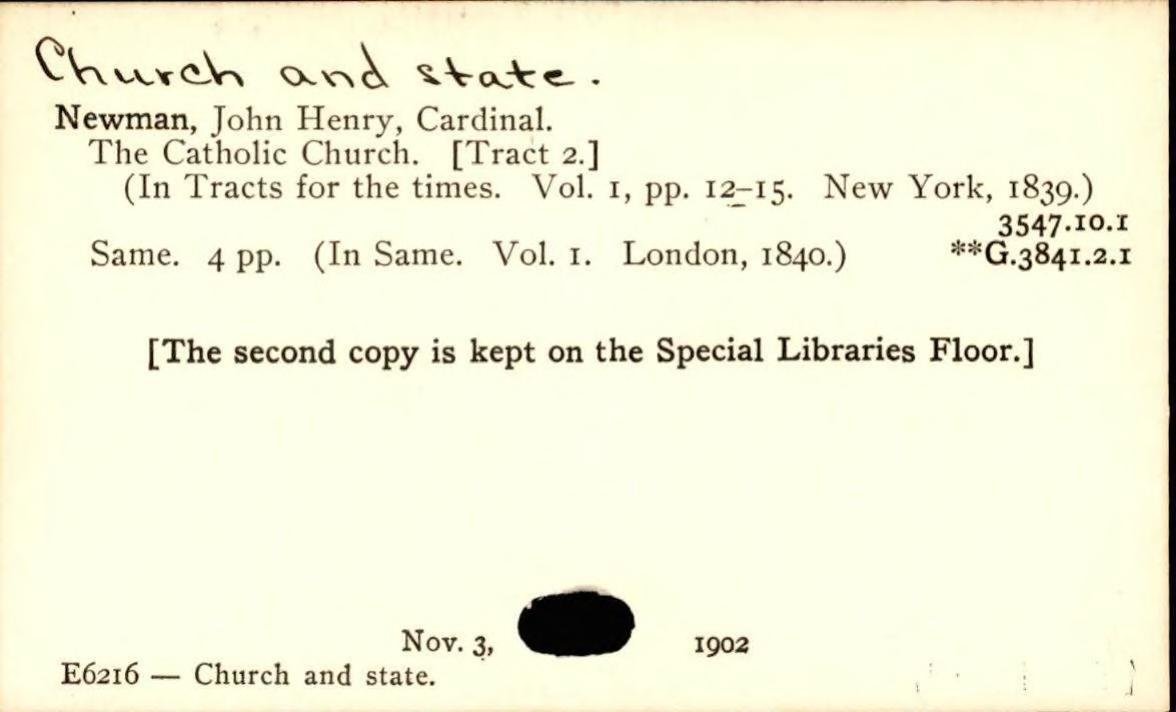 Church and state.
Newman, John Henry, Cardinal.
The Catholic Church. [Tract 2.]
(In Tracts for the times. Vol. 1, pp. 12–15. New York, 1839.)
3547.10.1
Same. 4 pp. (In Same. Vol. 1. London, 1840.) **G.3841.2.1
[The second copy is kept on the Special Libraries Floor.]
Nov. 3, 1902
E6216 — Church and state.